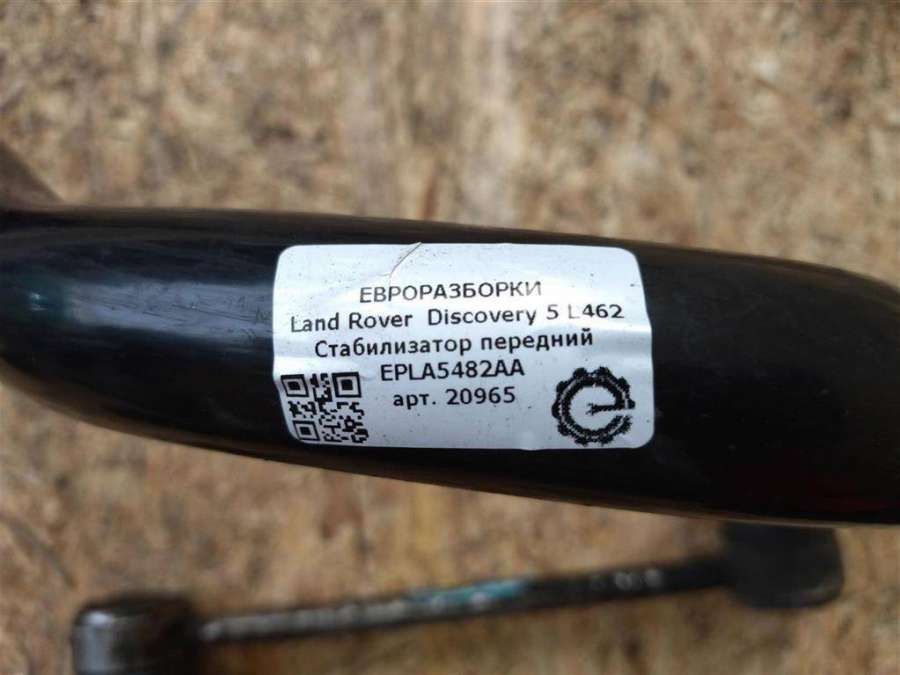 ЕВРОРАЗБОРКИ
Land Rover Discovery 5 L462
Стабилизатор передний
EPLA5482AA
арт. 20965